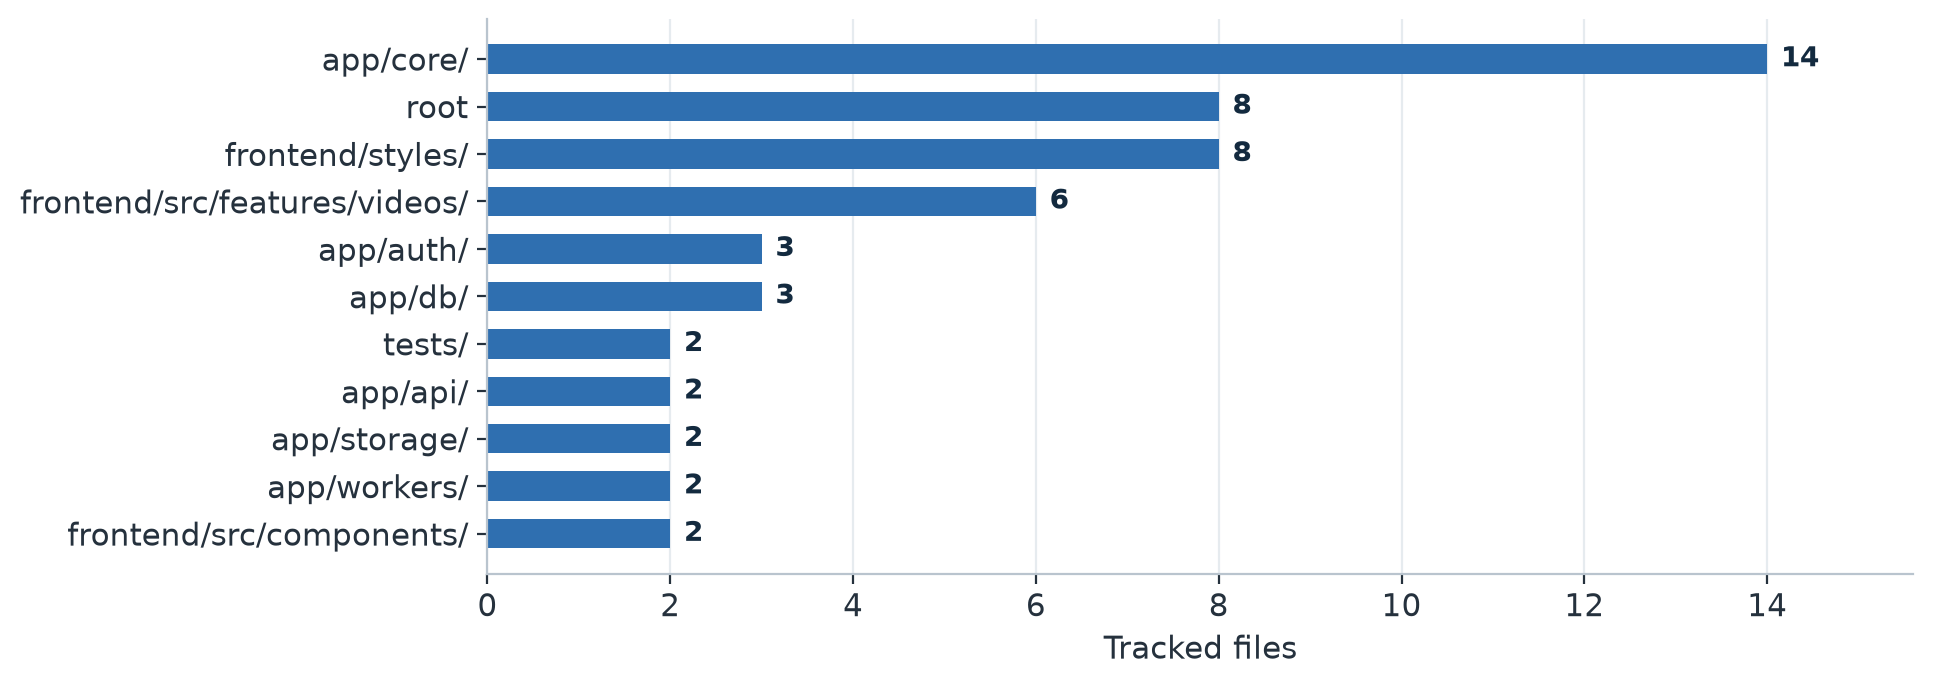 app/core/ 14
root 8
frontend/styles/ 8
frontend/src/features/videos/ 6
app/auth/ 3
app/db/ 3
tests/ 2
app/api/ 2
app/storage/ 2
app/workers/ 2
frontend/src/components/ 2
0 2 4 6 8 10 12 14
Tracked files